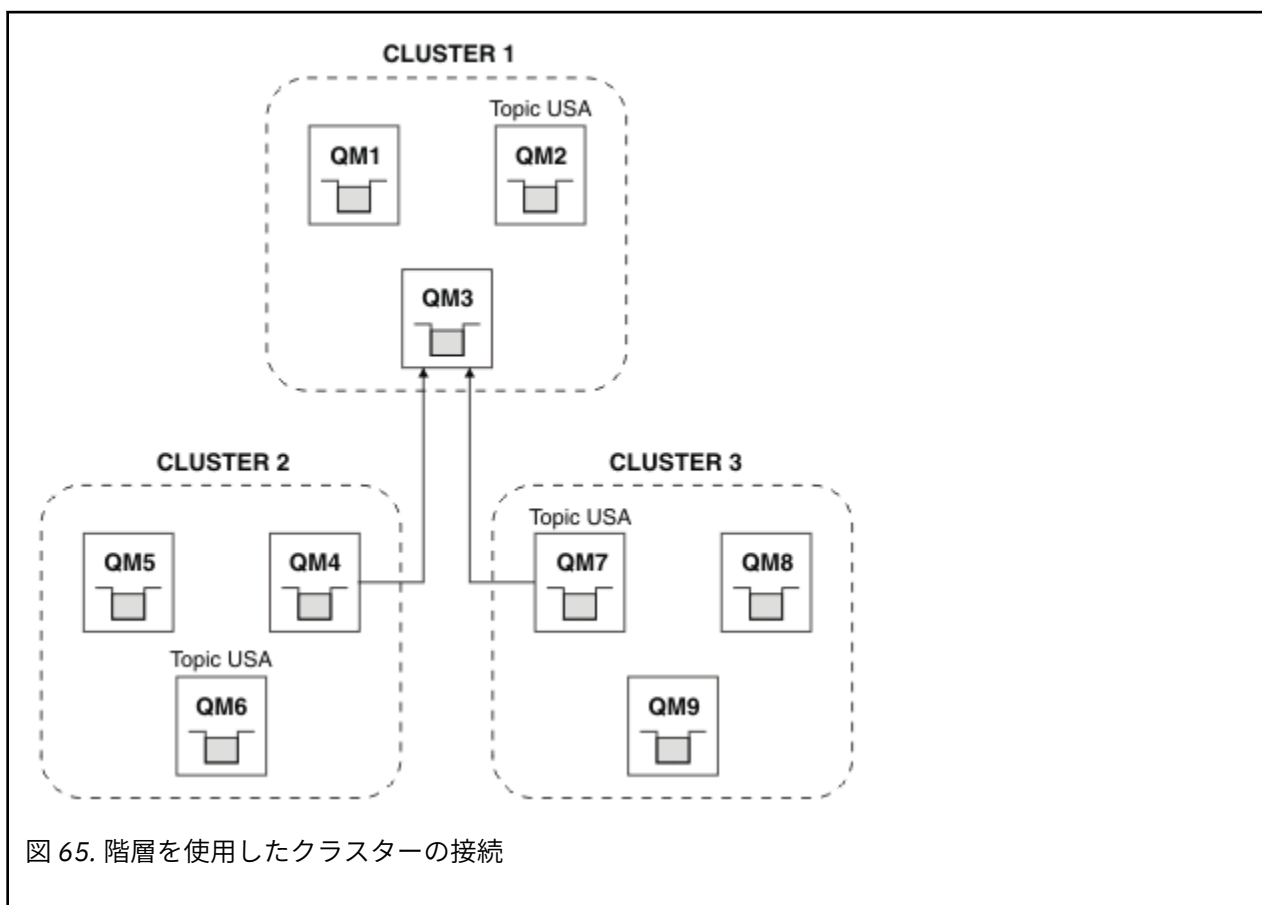 CLUSTER 1
Topic USA
QM1
QM2
QM3
CLUSTER 2
CLUSTER 3
Topic USA
QM5
QM4
QM7
QM8
Topic USA
QM6
QM9
図 65. 階層を使用したクラスターの接続